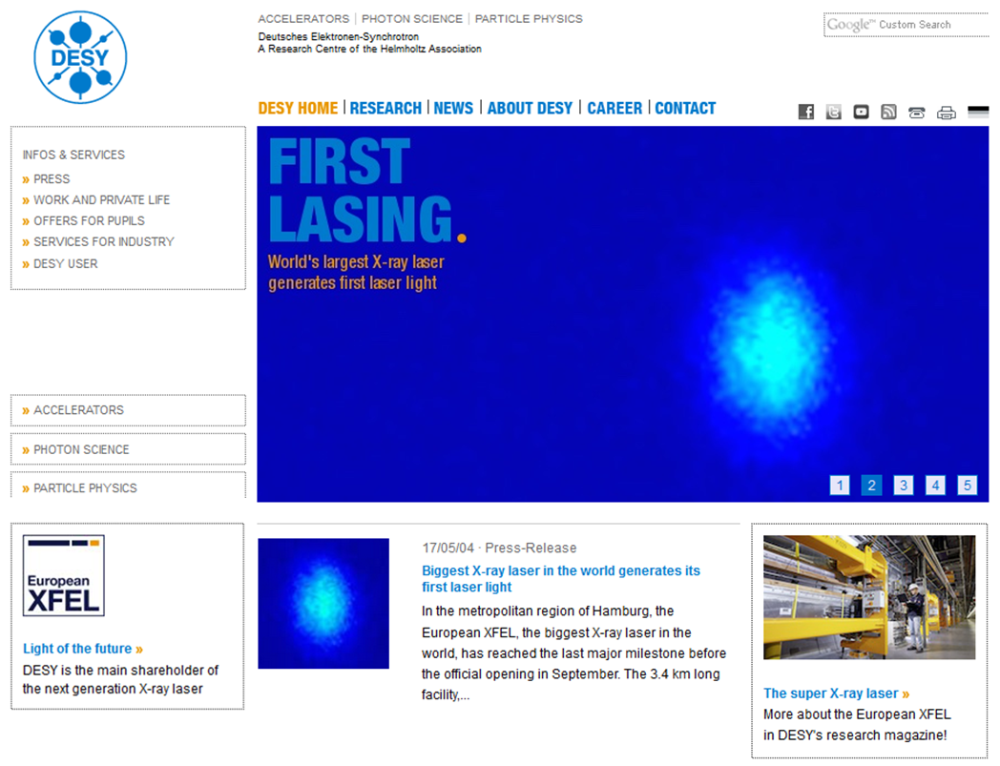 DESY
ACCELERATORS | PHOTON SCIENCE | PARTICLE PHYSICS
Deutsches Elektronen-Synchrotron
A Research Centre of the Helmholtz Association
Google™ Custom Search
DESY HOME | RESEARCH | NEWS | ABOUT DESY | CAREER | CONTACT
INFOS & SERVICES
» PRESS
» WORK AND PRIVATE LIFE
» OFFERS FOR PUPILS
» SERVICES FOR INDUSTRY
» DESY USER
» ACCELERATORS
» PHOTON SCIENCE
» PARTICLE PHYSICS
FIRST
LASING.
World's largest X-ray laser
generates first laser light
1 2 3 4 5
European
XFEL
Light of the future »
DESY is the main shareholder of
the next generation X-ray laser
17/05/04 · Press-Release
Biggest X-ray laser in the world generates its
first laser light
In the metropolitan region of Hamburg, the
European XFEL, the biggest X-ray laser in the
world, has reached the last major milestone before
the official opening in September. The 3.4 km long
facility,...
The super X-ray laser »
More about the European XFEL
in DESY's research magazine!